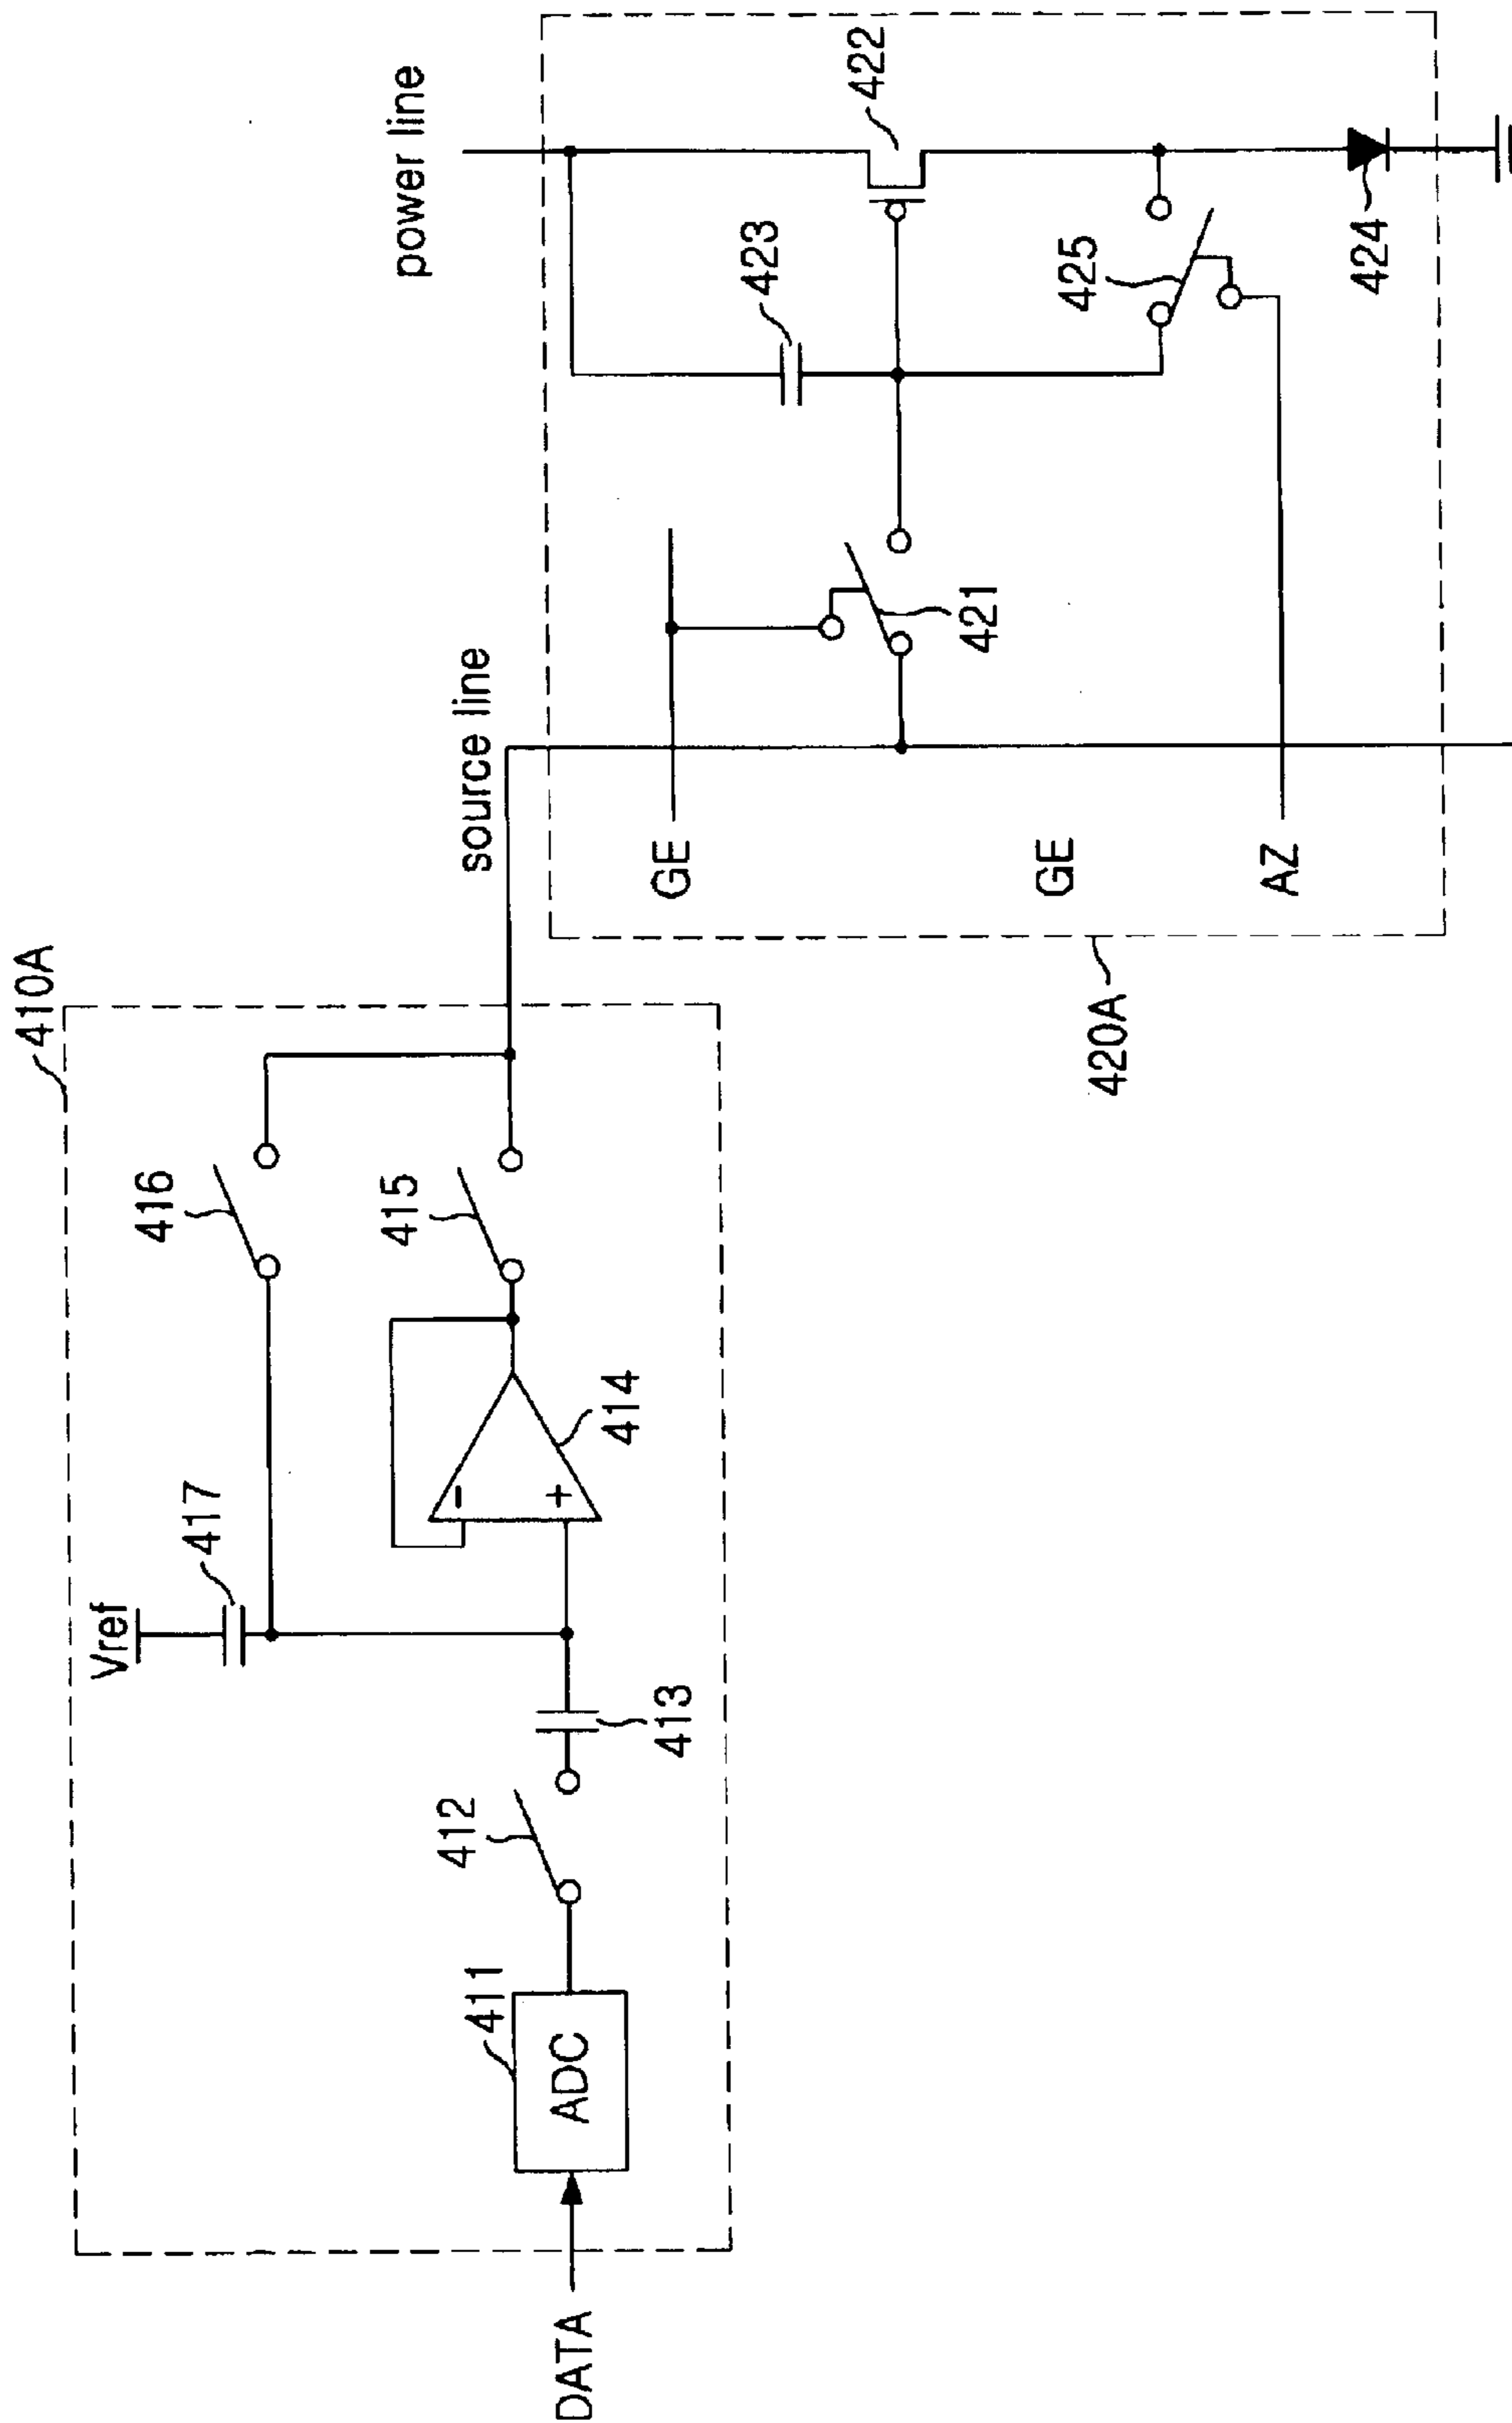 410A
Vref
417
416
412
413
414
415
411
ADC
DATA
source line
power line
GE
421
423
422
GE
425
AZ
424
420A